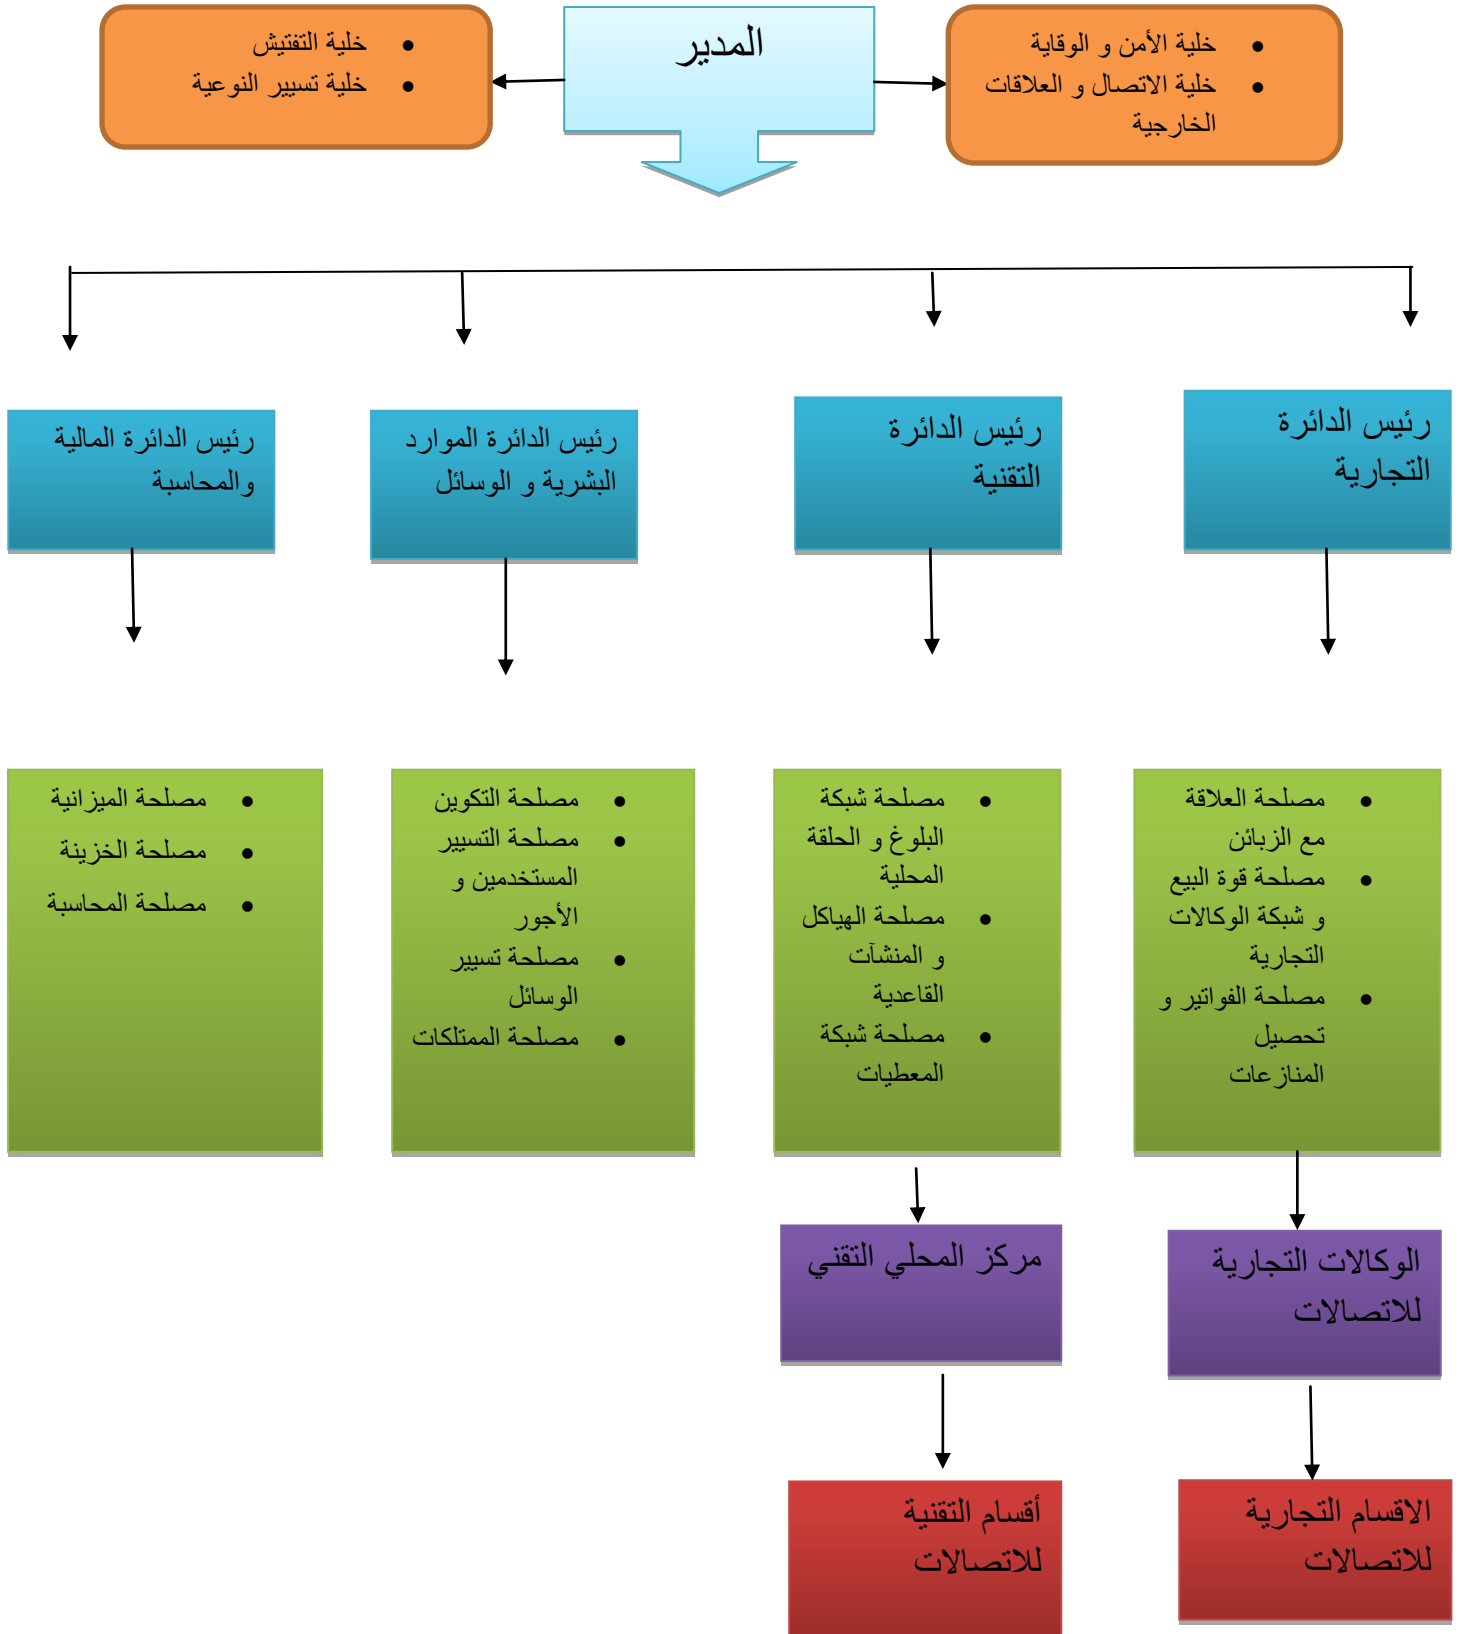 المدير
• خلية الأمن و الوقاية
• خلية الاتصال و العلاقات
الخارجية
• خلية التفتيش
• خلية تسيير النوعية
رئيس الدائرة
التجارية
رئيس الدائرة
التقنية
رئيس الدائرة الموارد
البشرية و الوسائل
رئيس الدائرة المالية
والمحاسبة
• مصلحة العلاقة
مع الزبائن
• مصلحة قوة البيع
و شبكة الوكالات
التجارية
• مصلحة الفواتير و
تحصيل
المنازعات
• مصلحة شبكة
البلوغ و الحلقة
المحلية
• مصلحة الهياكل
و المنشآت
القاعدية
• مصلحة شبكة
المعطيات
• مصلحة التكوين
• مصلحة التسيير
المستخدمين و
الأجور
• مصلحة تسيير
الوسائل
• مصلحة الممتلكات
• مصلحة الميزانية
• مصلحة الخزينة
• مصلحة المحاسبة
الوكالات التجارية
للاتصالات
مركز المحلي التقني
الاقسام التجارية
للاتصالات
أقسام التقنية
للاتصالات